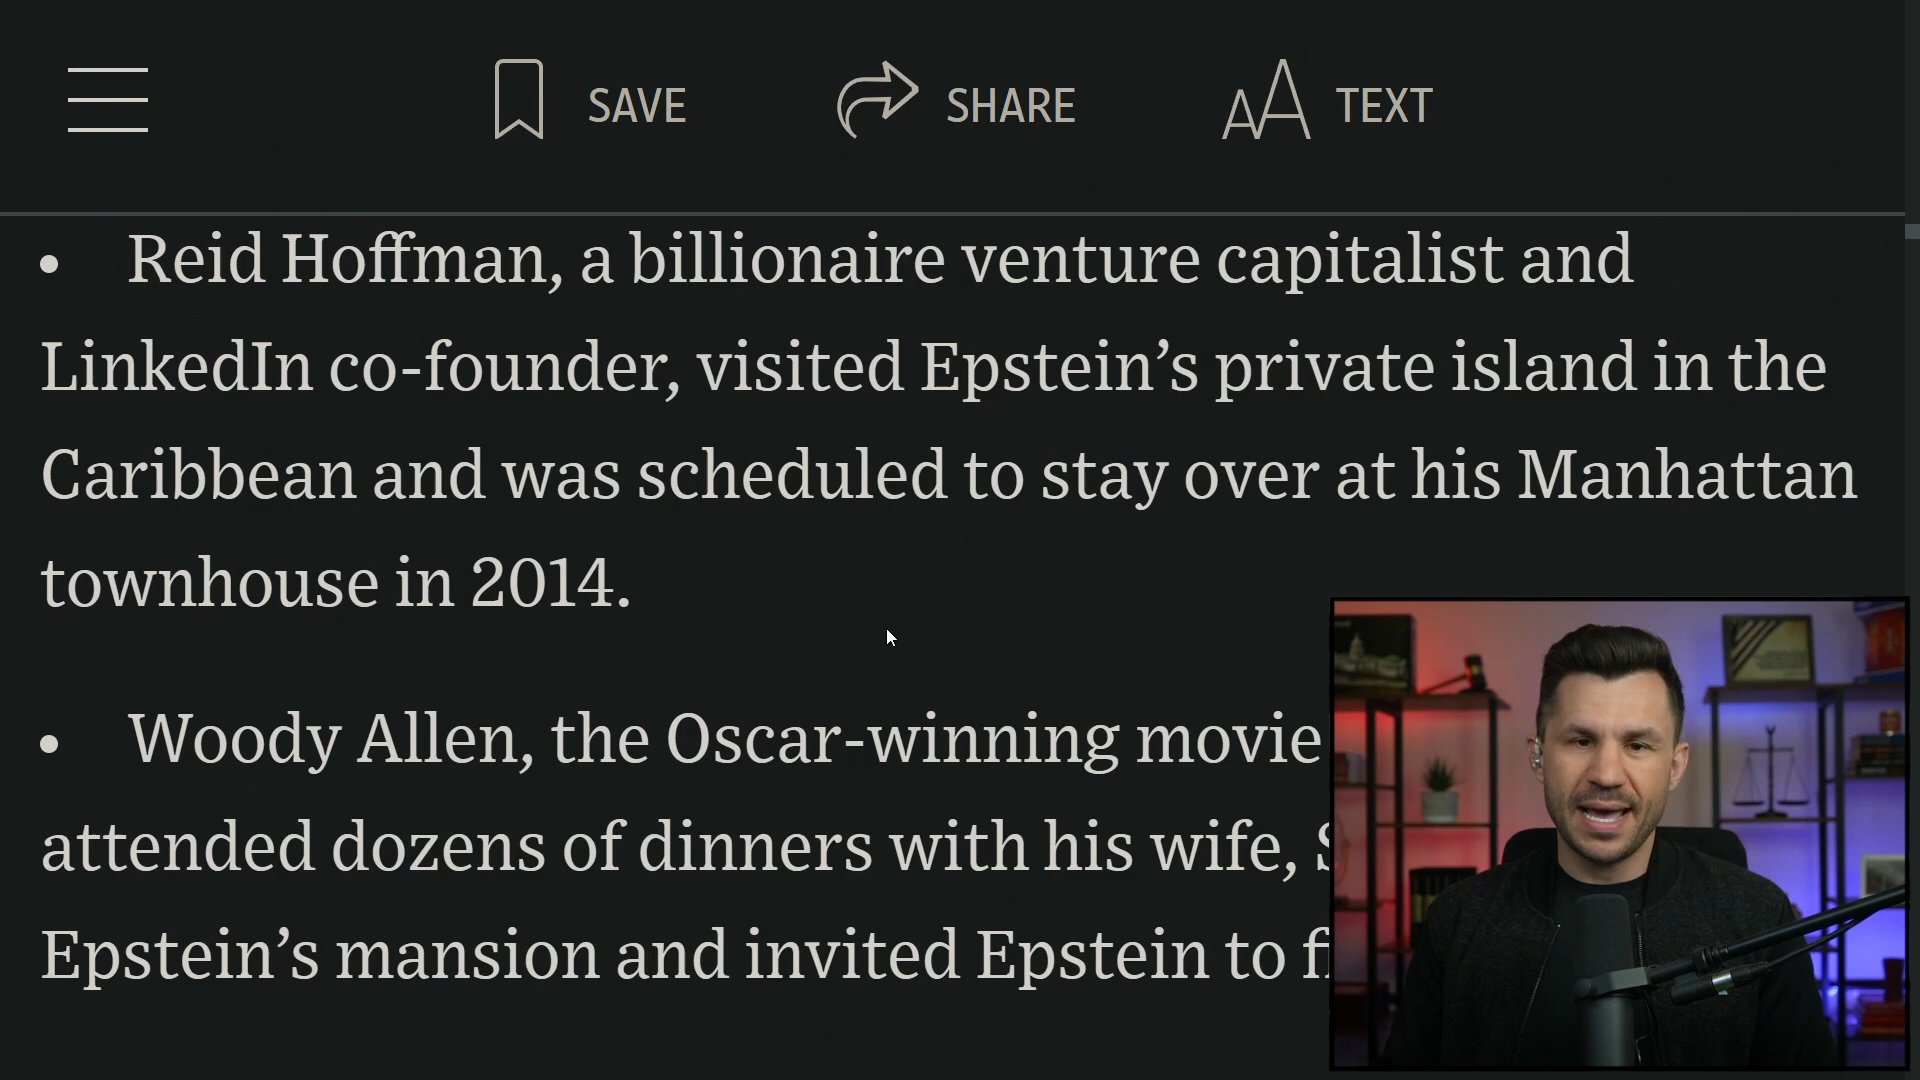 SAVE SHARE TEXT
• Reid Hoffman, a billionaire venture capitalist and
LinkedIn co-founder, visited Epstein’s private island in the
Caribbean and was scheduled to stay over at his Manhattan
townhouse in 2014.
• Woody Allen, the Oscar-winning movie
attended dozens of dinners with his wife,
Epstein’s mansion and invited Epstein to